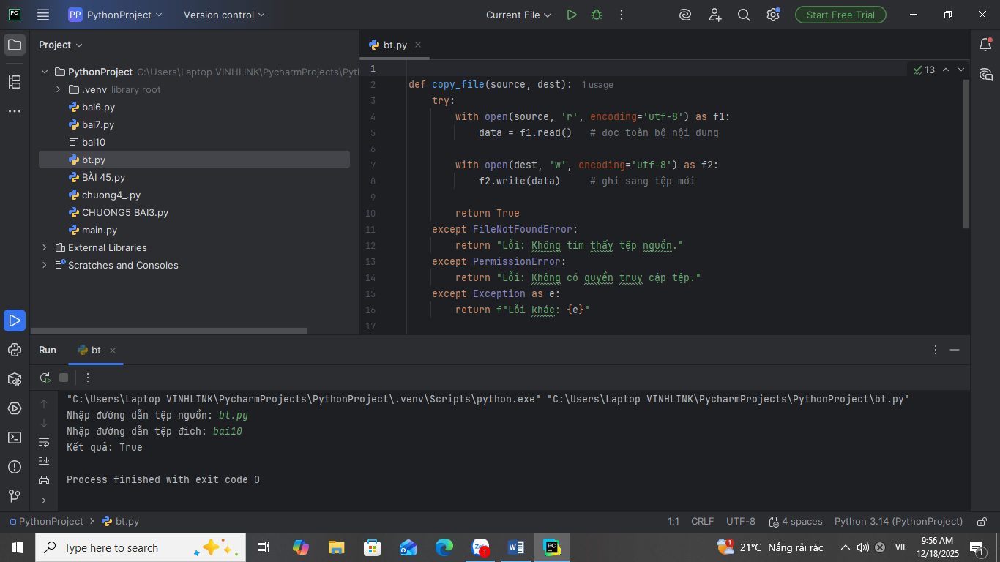 PC
PP PythonProject Version control Current File Start Free Trial
Project
PythonProject C:\Users\Laptop VINHLINK\PycharmProjects\Pyt
.venv library root
bai6.py
bai7.py
bai10
bt.py
BÀI 45.py
chuong4_.py
CHUONG5 BAI3.py
main.py
External Libraries
Scratches and Consoles
bt.py
13
1
2 def copy_file(source, dest): 1 usage
3 try:
4 with open(source, 'r', encoding='utf-8') as f1:
5 data = f1.read() # đọc toàn bộ nội dung
6
7 with open(dest, 'w', encoding='utf-8') as f2:
8 f2.write(data) # ghi sang tệp mới
9
10 return True
11 except FileNotFoundError:
12 return "Lỗi: Không tìm thấy tệp nguồn."
13 except PermissionError:
14 return "Lỗi: Không có quyền truy cập tệp."
15 except Exception as e:
16 return f"Lỗi khác: {e}"
17
Run bt
"C:\Users\Laptop VINHLINK\PycharmProjects\PythonProject\.venv\Scripts\python.exe" "C:\Users\Laptop VINHLINK\PycharmProjects\PythonProject\bt.py"
Nhập đường dẫn tệp nguồn: bt.py
Nhập đường dẫn tệp đích: bai10
Kết quả: True
Process finished with exit code 0
PythonProject > bt.py 1:1 CRLF UTF-8 4 spaces Python 3.14 (PythonProject)
Type here to search Zalo 1 W PC 1 21°C Nắng rải rác VIE 9:56 AM 1
12/18/2025